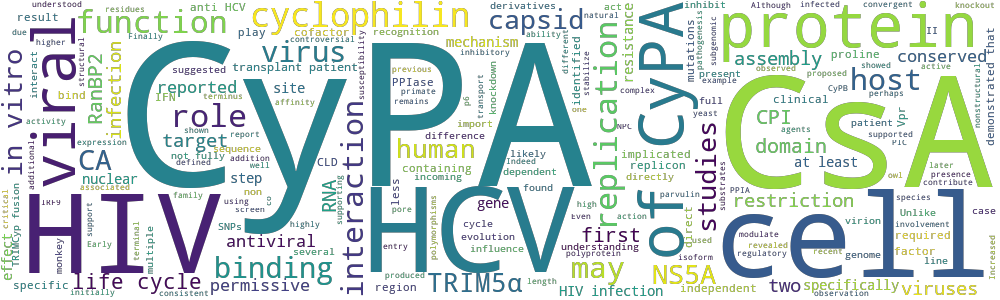 CyPA
CsA
HIV
HCV
cell
protein
viral
of CyPA
host
cyclophilin
function
capsid
virus
role
replication
interaction
binding
in vitro
studies
CA
may
human
TRIM5α
NS5A
domain
CPI
RanBP2
infection
life cycle
target
RNA
assembly
conserved
restriction
viruses
first
two
reported
site
step
gene
mechanism
resistance
antiviral
permissive
transplant patient
nuclear
specific
effect
region
likely
containing
difference
identified
at least
clinical
specifically
required
factor
HIV infection
implicated
replicon
directly
independent
mutations
inhibit
proline
virion
genome
line
modulate
Unlike
PPIases
CLD
IFN
SNPs
multiple
several
suggested
not fully
defined
sequence
addition
import
found
less
cycle
evolution
influence
understanding
isoform
direct
full
present
patient
agents
supported
Vpr
PIC
parvulin
PPIA
CypB
yeast
complex
NPC
dependent
Indeed
incoming
knockdown
remains
primary
previous
inhibitory
ability
recognition
controversial
cofactor
derivatives
natural
act
anti HCV
play
result
due
understood
higher
structural
interact
bind
activity
expression
additional
associated
IRF9
TRIMCyp fusion
critical
monkey
support
Early
terminal
initially
consistent
Finally
shown
terminus
affinity
report
well
family
using
screen
co
non
highly
supporting
susceptibility
polymorphisms
pore
entry
produced
polyprotein
length
high
Even
action
used
revealed
regulatory
recent
observation
species
involvement
case
increased
later
presence
contribute
owl
substrates
active
showed
proposed
observed
example
perhaps
Although
infected
convergent
knockout
II
demonstrated that
nonstructural
pathogenesis
subgenomic
different
stabilize
one
transport
p6